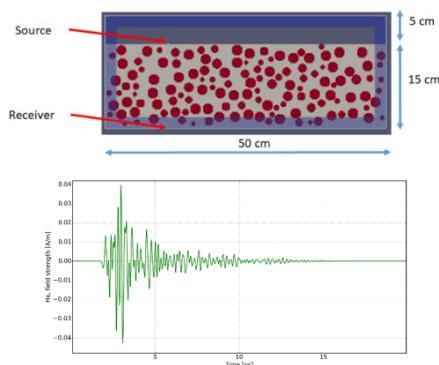 Source
5 cm
15 cm
Receiver
50 cm
0.04
0.03
0.02
0.01
0.00
−0.01
−0.02
−0.03
−0.04
Hx, field strength [A/m]
5
10
15
Time [ns]